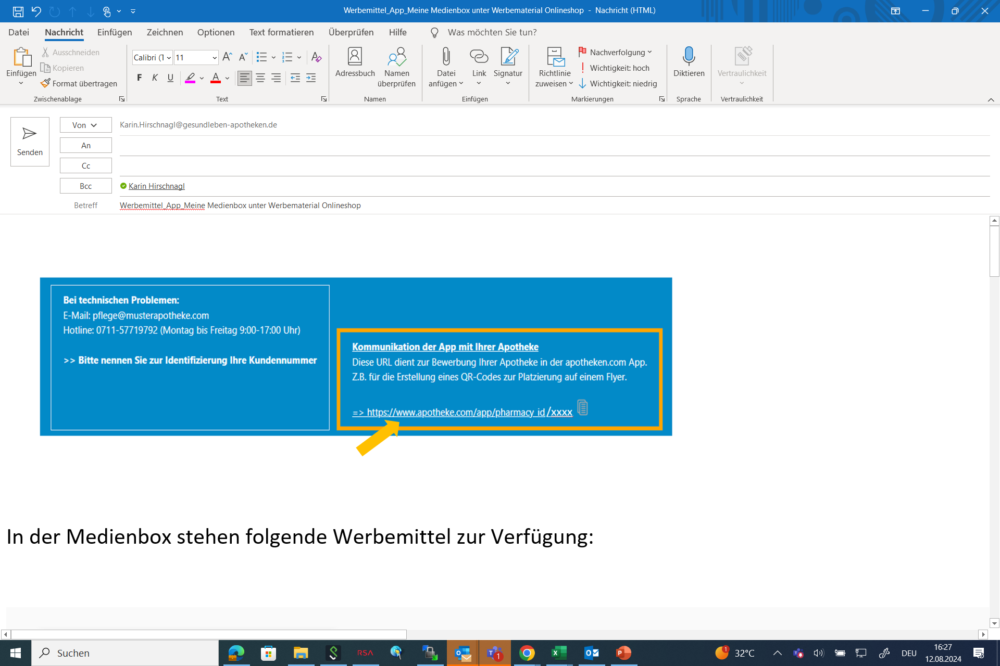 Werbemittel_App_Meine Medienbox unter Werbematerial Onlineshop - Nachricht (HTML)
Datei Nachricht Einfügen Zeichnen Optionen Text formatieren Überprüfen Hilfe Was möchten Sie tun?
Einfügen
Ausschneiden
Kopieren
Format übertragen
Zwischenablage
Calibri (T 11
F K U
Text
Adressbuch
Namen überprüfen
Namen
Datei anfügen
Link
Signatur
Einfügen
Richtlinie zuweisen
Nachverfolgung
Wichtigkeit: hoch
Wichtigkeit: niedrig
Markierungen
Diktieren
Sprache
Vertraulichkeit
Vertraulichkeit
Senden
Von Karin.Hirschnagl@gesundleben-apotheken.de
An
Cc
Bcc Karin Hirschnagl
Betreff Werbemittel_App_Meine Medienbox unter Werbematerial Onlineshop
Bei technischen Problemen:
E-Mail: pflege@musterapotheke.com
Hotline: 0711-57719792 (Montag bis Freitag 9:00-17:00 Uhr)
>> Bitte nennen Sie zur Identifizierung Ihre Kundennummer
Kommunikation der App mit Ihrer Apotheke
Diese URL dient zur Bewerbung Ihrer Apotheke in der apotheken.com App.
Z.B. für die Erstellung eines QR-Codes zur Platzierung auf einem Flyer.
=> https://www.apotheke.com/app/pharmacy_id/xxxx
In der Medienbox stehen folgende Werbemittel zur Verfügung:
Suchen
RSA
1
1
32°C
DEU
16:27
12.08.2024